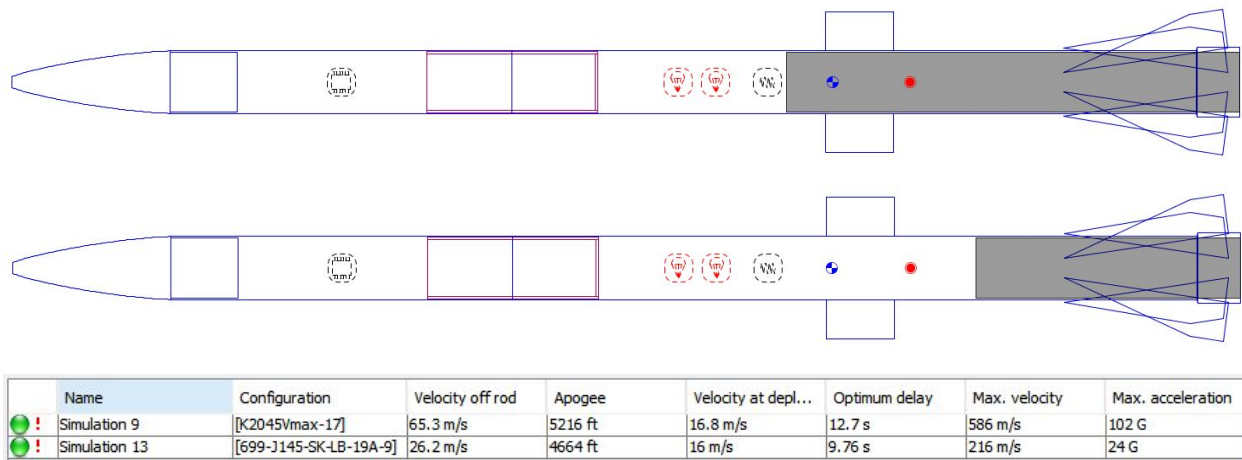 Name Configuration Velocity off rod Apogee Velocity at depl... Optimum delay Max. velocity Max. acceleration
! Simulation 9 [K2045Vmax-17] 65.3 m/s 5216 ft 16.8 m/s 12.7 s 586 m/s 102 G
! Simulation 13 [699-J145-SK-LB-19A-9] 26.2 m/s 4664 ft 16 m/s 9.76 s 216 m/s 24 G